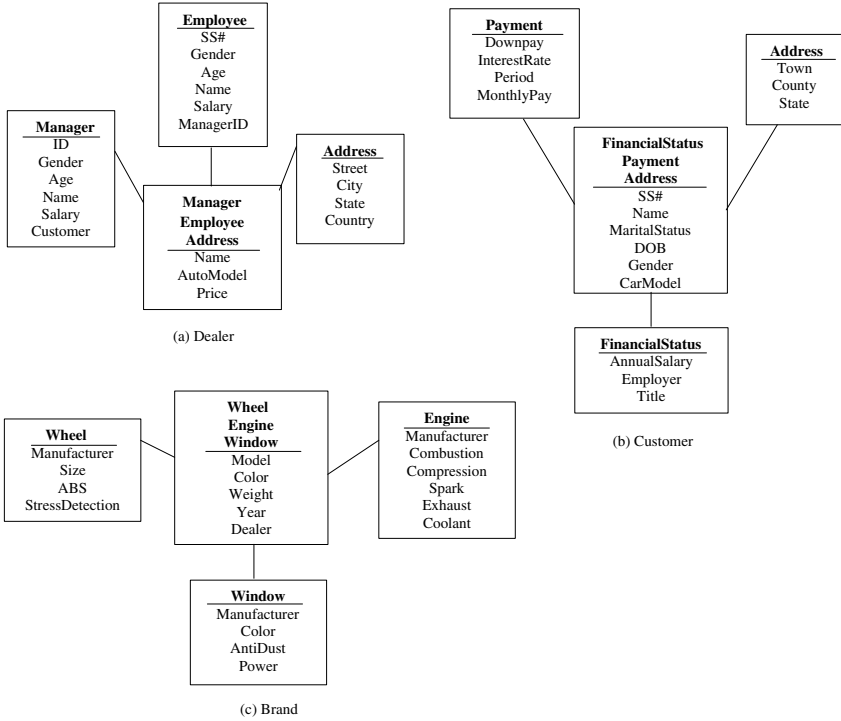 Employee
SS#
Gender
Age
Name
Salary
ManagerID
Manager
ID
Gender
Age
Name
Salary
Customer
Address
Street
City
State
Country
Manager
Employee
Address
Name
AutoModel
Price
(a) Dealer
Payment
Downpay
InterestRate
Period
MonthlyPay
Address
Town
County
State
FinancialStatus
Payment
Address
SS#
Name
MaritalStatus
DOB
Gender
CarModel
FinancialStatus
AnnualSalary
Employer
Title
(b) Customer
Wheel
Manufacturer
Size
ABS
StressDetection
Wheel
Engine
Window
Model
Color
Weight
Year
Dealer
Engine
Manufacturer
Combustion
Compression
Spark
Exhaust
Coolant
Window
Manufacturer
Color
AntiDust
Power
(c) Brand